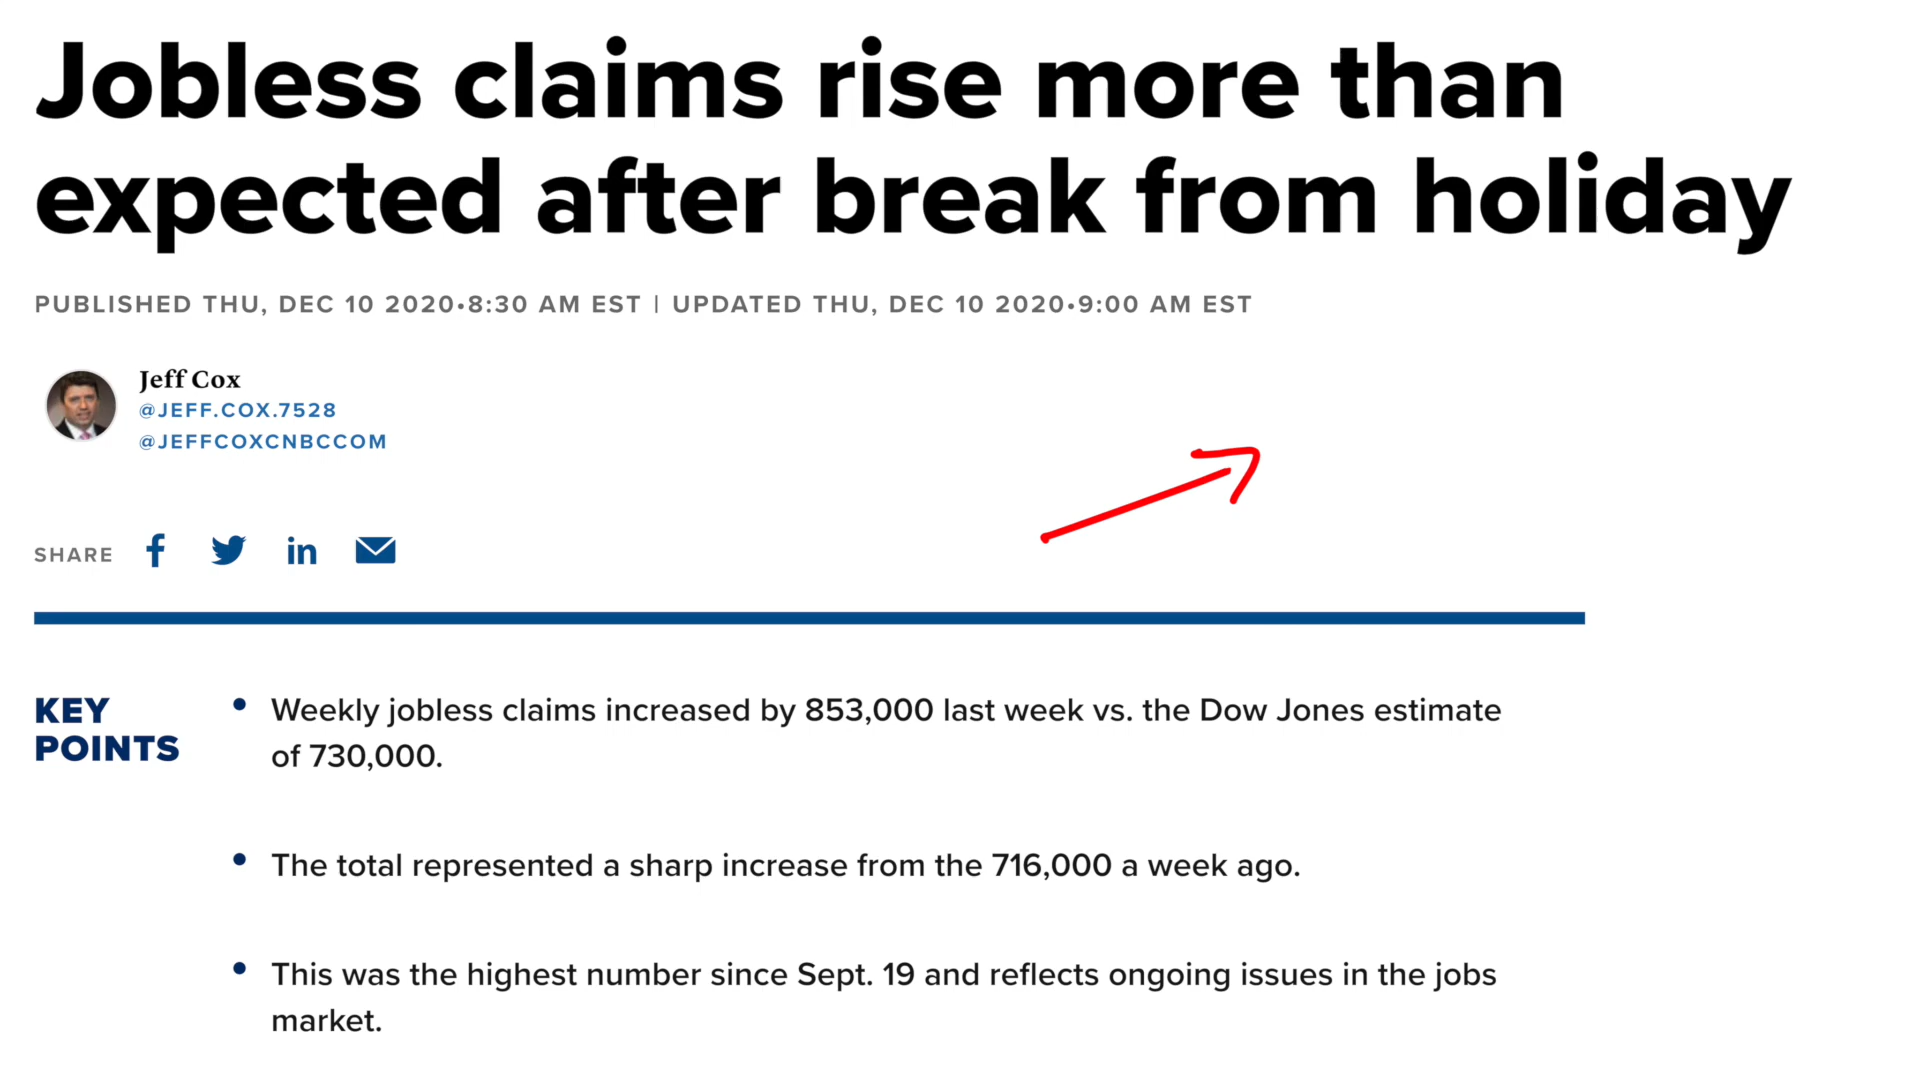 Jobless claims rise more than
expected after break from holiday
PUBLISHED THU, DEC 10 2020•8:30 AM EST | UPDATED THU, DEC 10 2020•9:00 AM EST
Jeff Cox
@JEFF.COX.7528
@JEFFCOXCNBCCOM
SHARE
KEY POINTS
• Weekly jobless claims increased by 853,000 last week vs. the Dow Jones estimate
of 730,000.
• The total represented a sharp increase from the 716,000 a week ago.
• This was the highest number since Sept. 19 and reflects ongoing issues in the jobs
market.